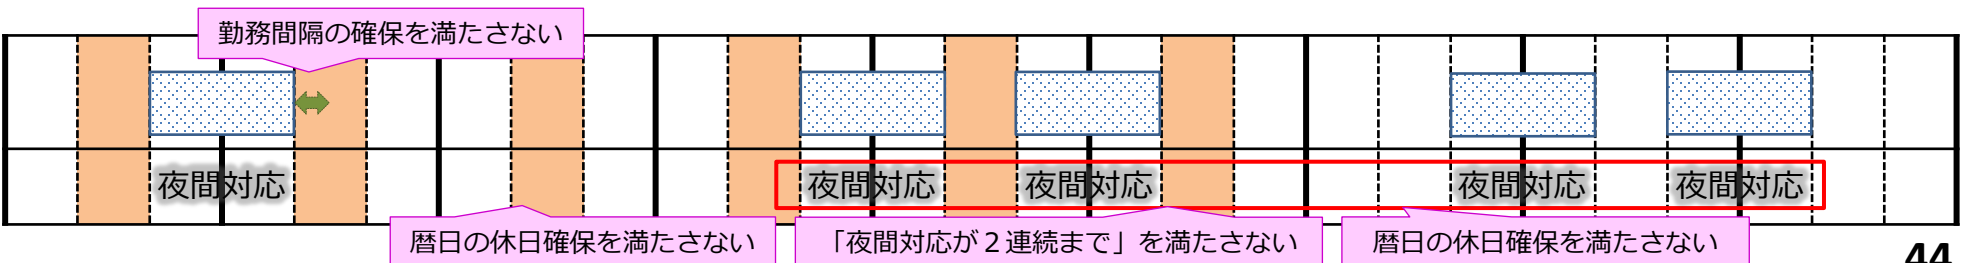 勤務間隔の確保を満たさない
夜間対応
夜間対応
夜間対応
夜間対応
夜間対応
暦日の休日確保を満たさない
「夜間対応が２連続まで」を満たさない
暦日の休日確保を満たさない
44